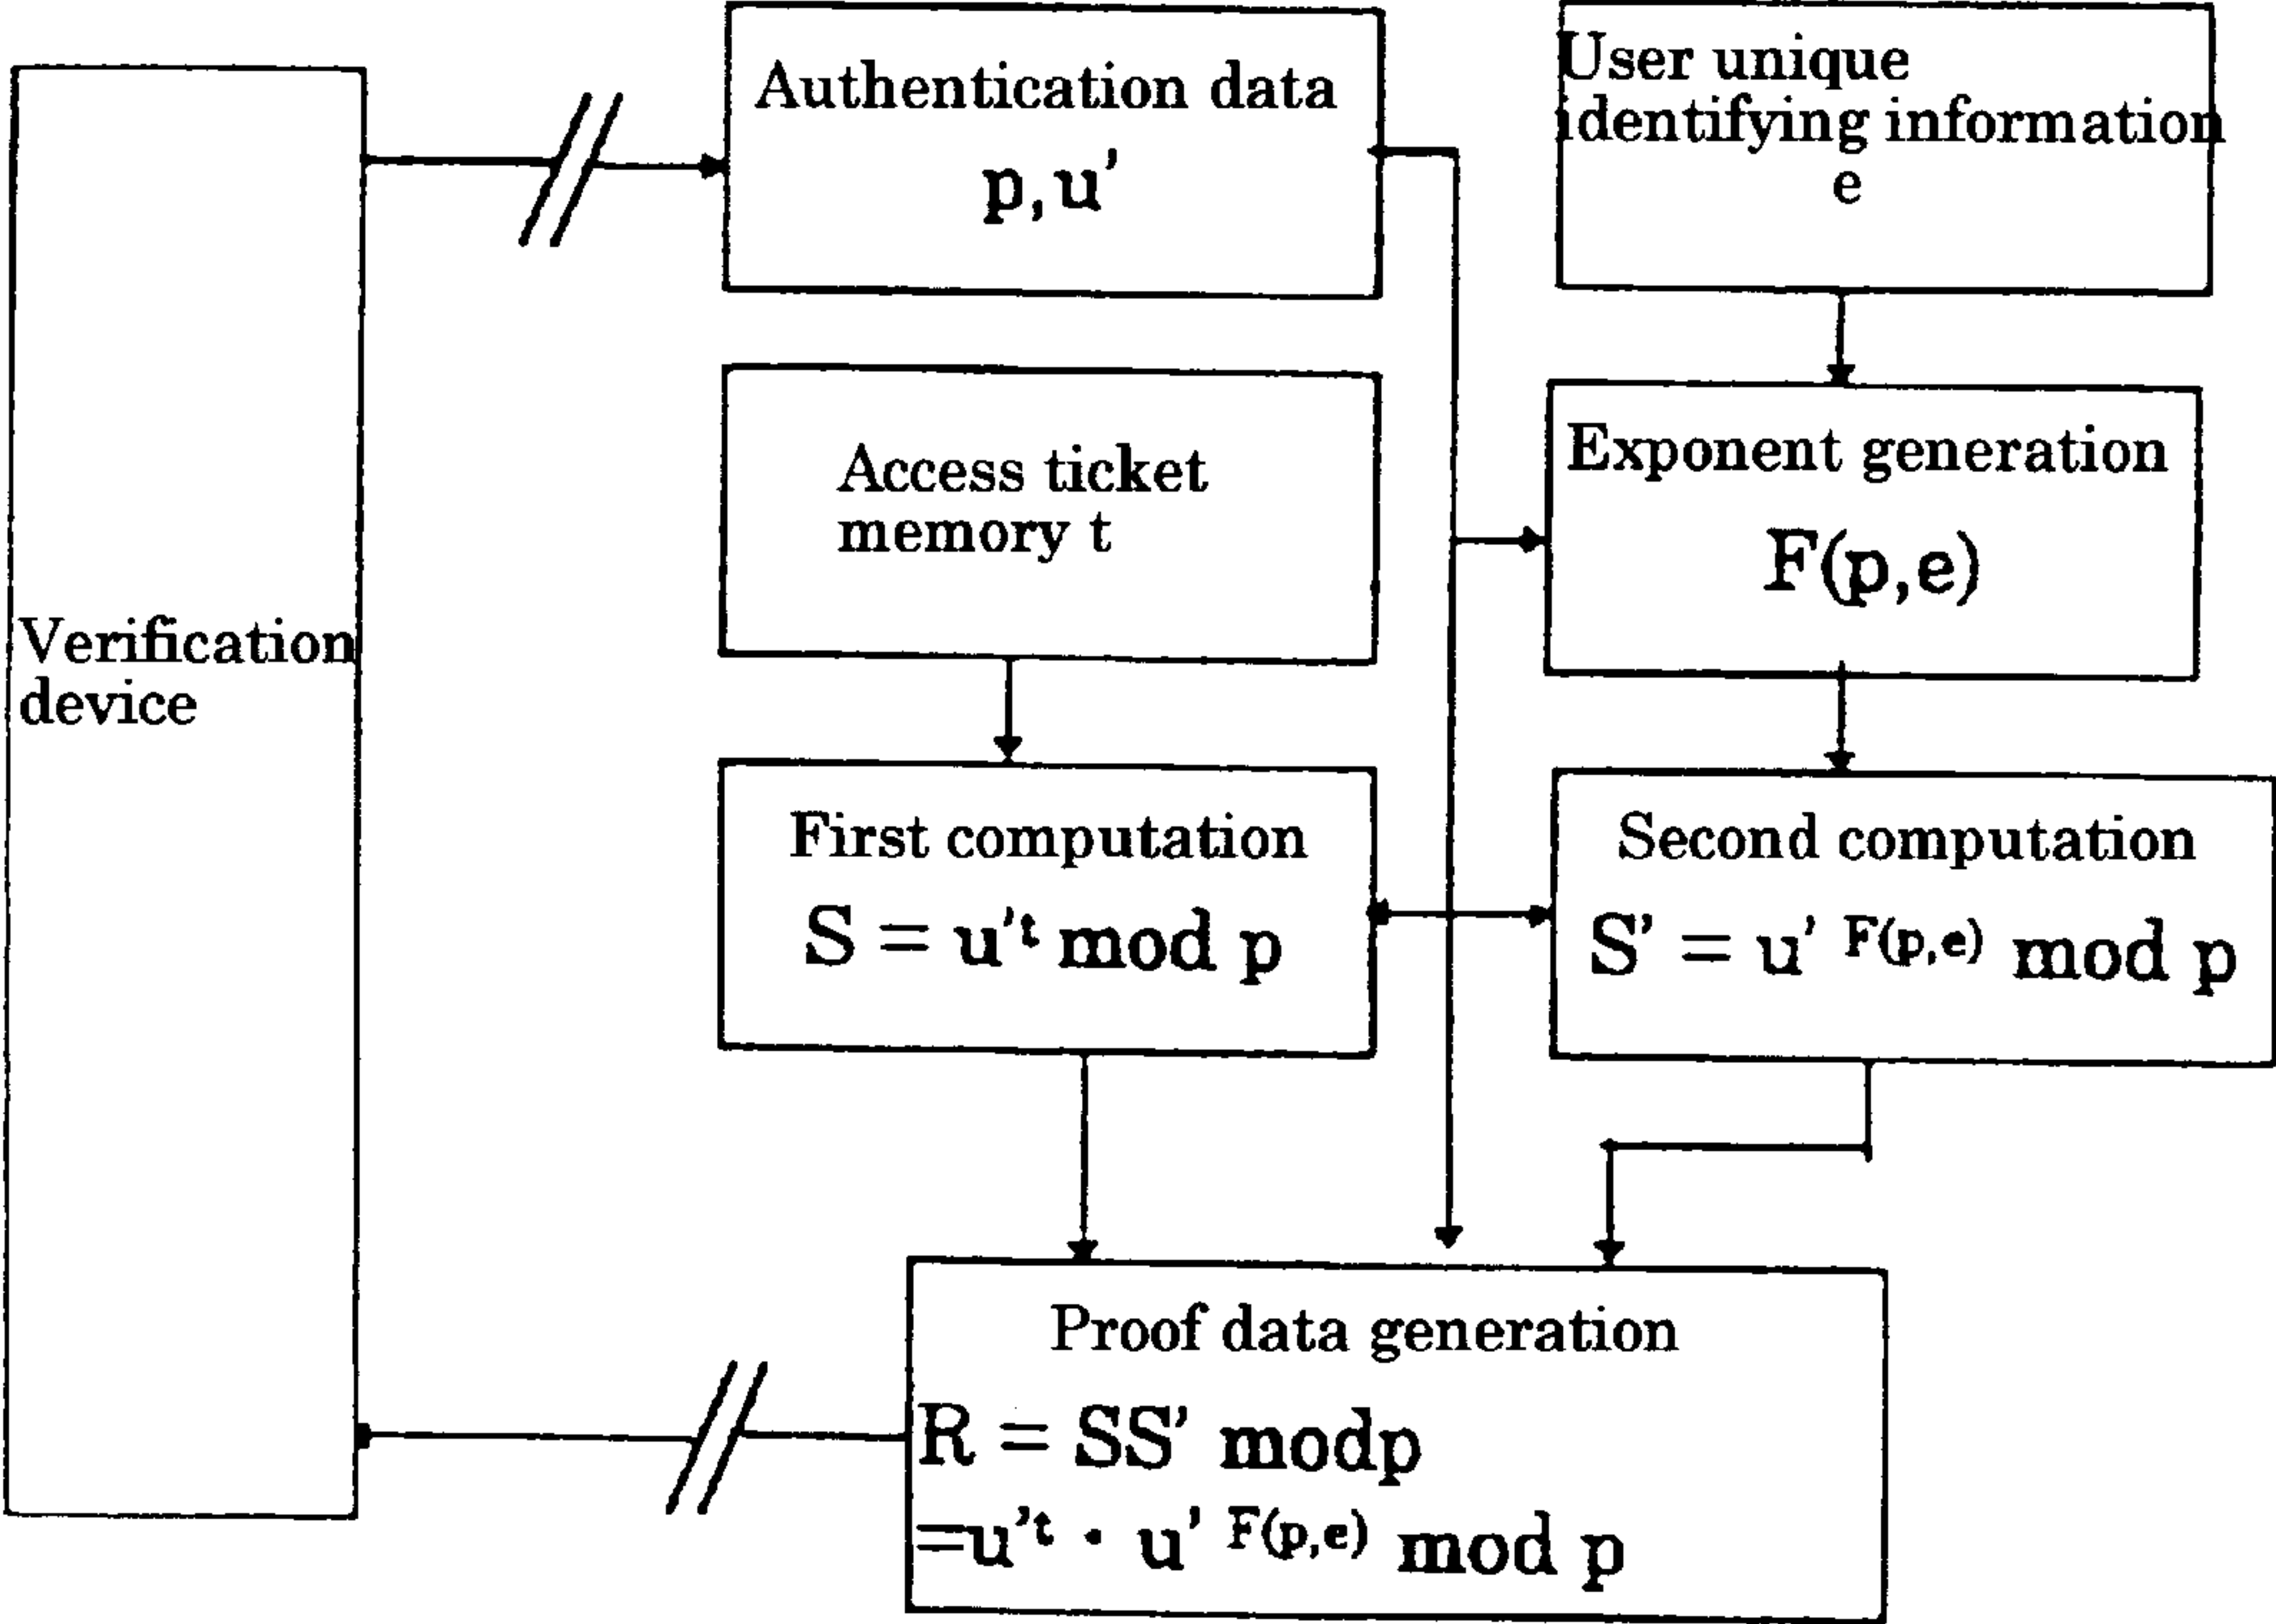 Authentication data
p,u'
User unique
identifying information
e
Access ticket
memory t
Exponent generation
F(p,e)
Verification
device
First computation
S = u'ᵗ mod p
Second computation
S' = u' F(p,e) mod p
Proof data generation
R = SS' modp
=u'ᵗ · u' F(p,e) mod p